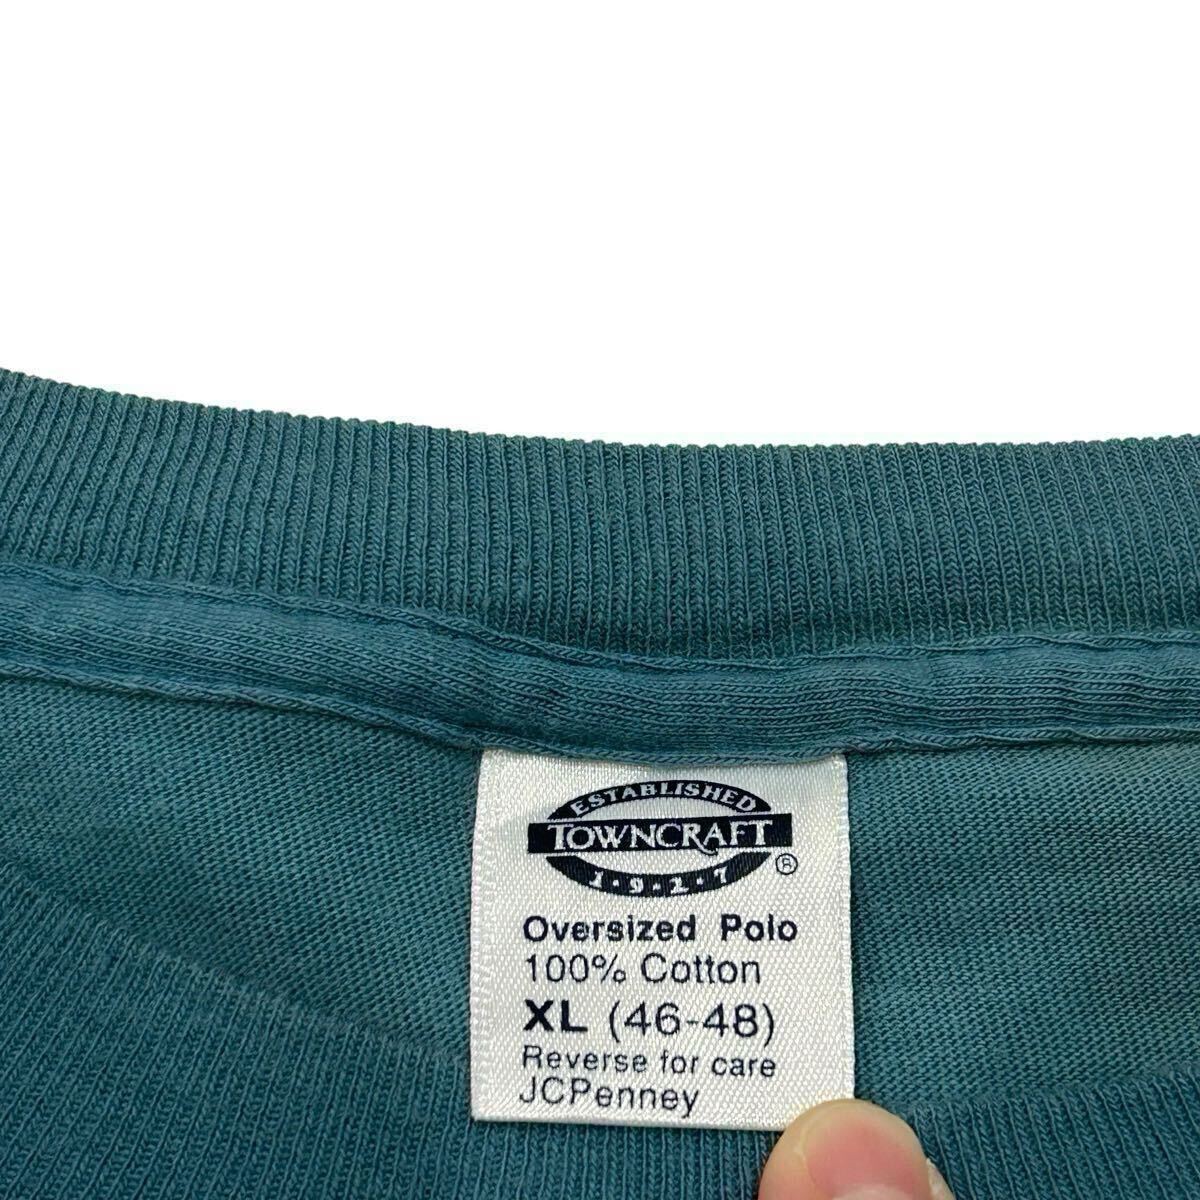 ESTABLISHED
TOWNCRAFT
1•9•2•7 ®
Oversized Polo
100% Cotton
XL (46-48)
Reverse for care
JCPenney